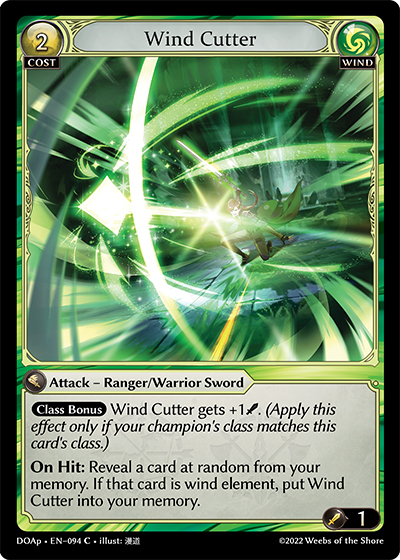 2
Wind Cutter
COST
WIND
Attack – Ranger/Warrior Sword
Class Bonus Wind Cutter gets +1. (Apply this
effect only if your champion's class matches
this card's class.)
On Hit: Reveal a card at random from your
memory. If that card is wind element, put Wind
Cutter into your memory.
1
DOAp • EN-094 C • illust: 漫道
©2022 Weebs of the Shore